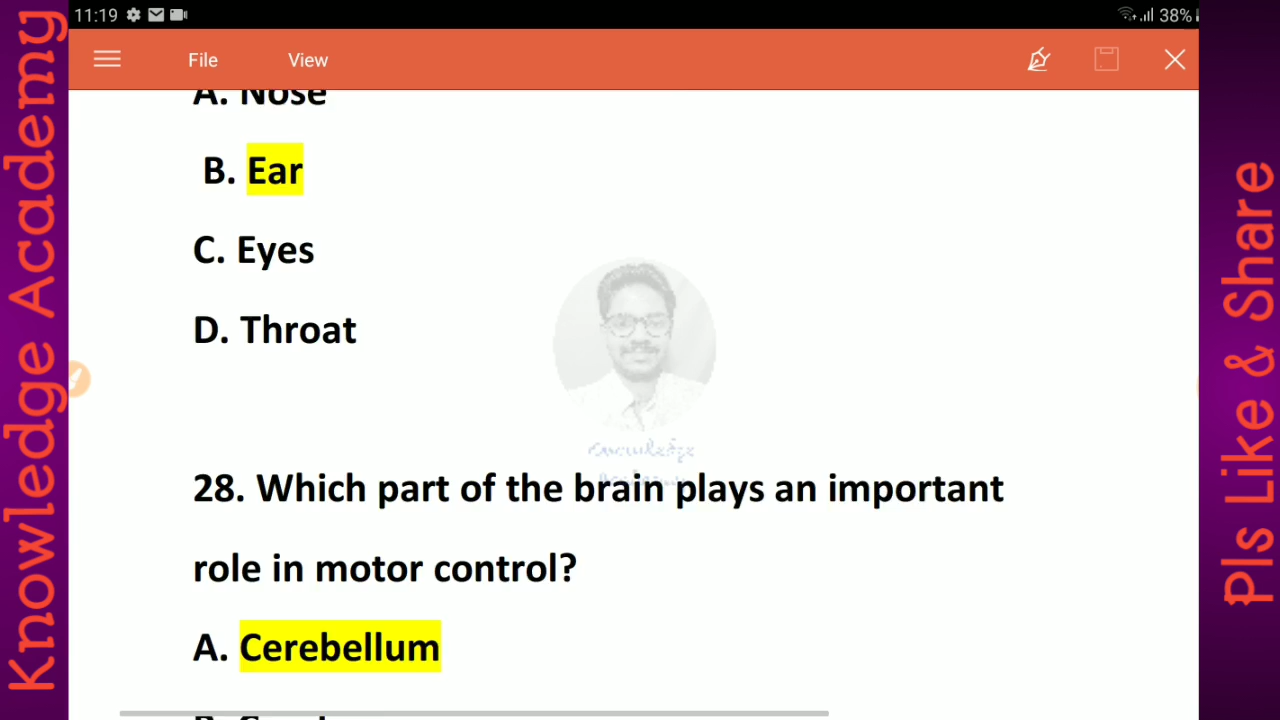 11:19
38%
File View
A. Nose
B. Ear
C. Eyes
D. Throat
28. Which part of the brain plays an important
role in motor control?
A. Cerebellum
Knowledge Academy
Pls Like & Share